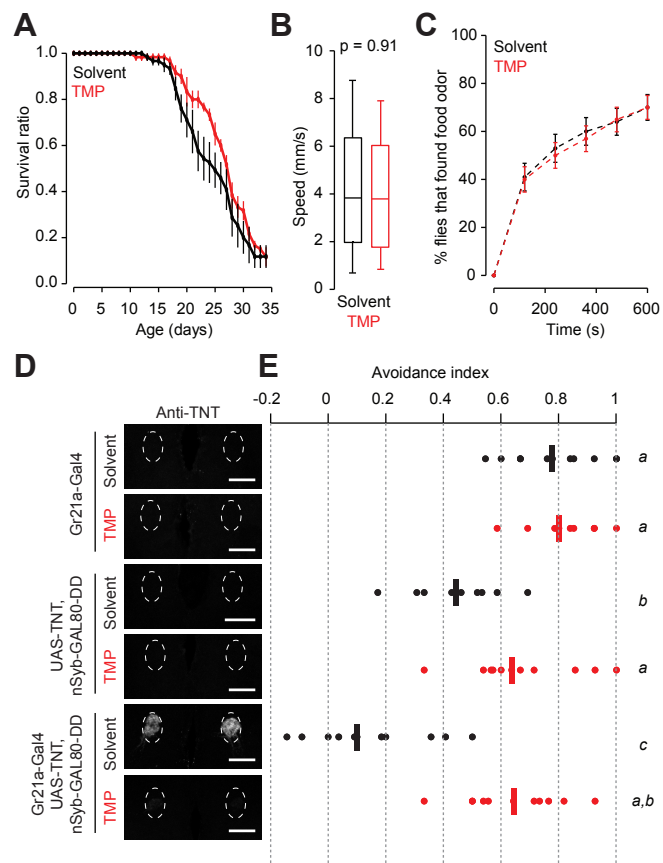 A
Survival ratio
1.0
0.8
0.6
0.4
0.2
0.0
Solvent
TMP
0
5
10
15
20
25
30
35
Age (days)
B
p = 0.91
Speed (mm/s)
10
8
6
4
2
0
Solvent
TMP
C
% flies that found food odor
100
80
60
40
20
0
Solvent
TMP
0
200
400
600
Time (s)
D
Anti-TNT
Gr21a-Gal4
Solvent
TMP
UAS-TNT,
nSyb-GAL80-DD
Solvent
TMP
Gr21a-Gal4
UAS-TNT,
nSyb-GAL80-DD
Solvent
TMP
E
Avoidance index
-0.2
0
0.2
0.4
0.6
0.8
1
a
a
b
a
c
a,b